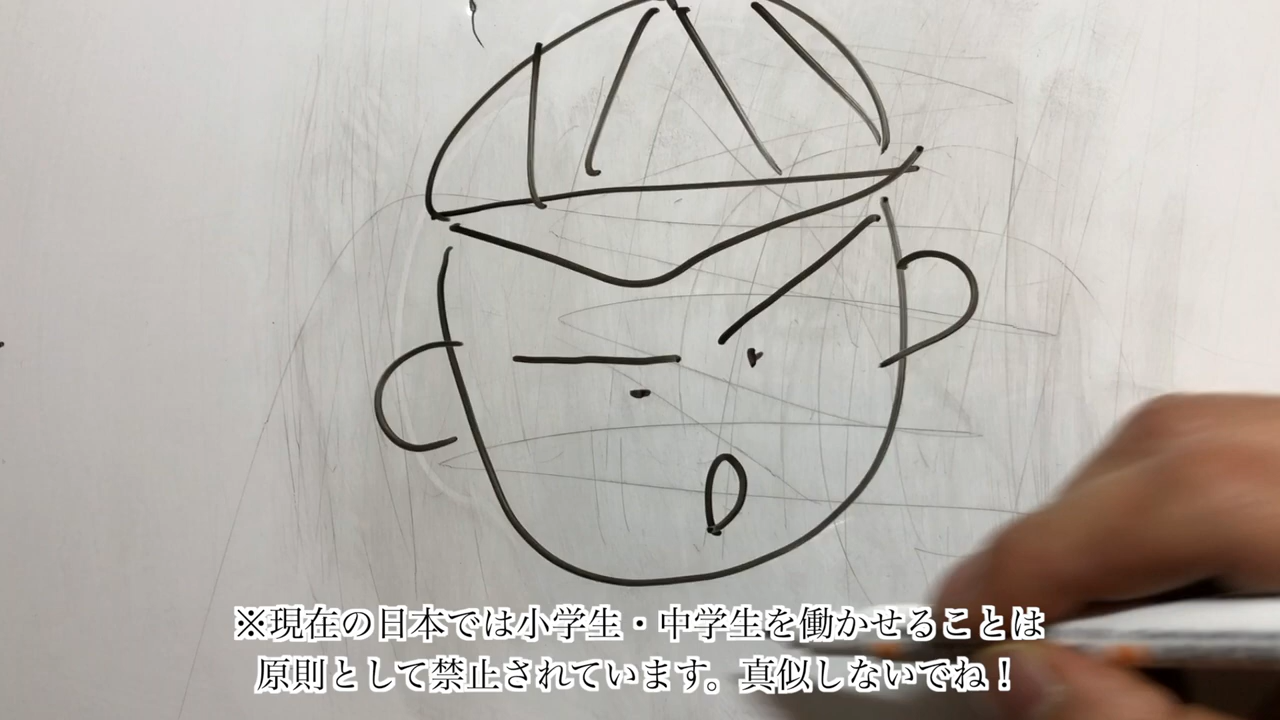 ※現在の日本では小学生・中学生を働かせることは
原則として禁止されています。真似しないでね！